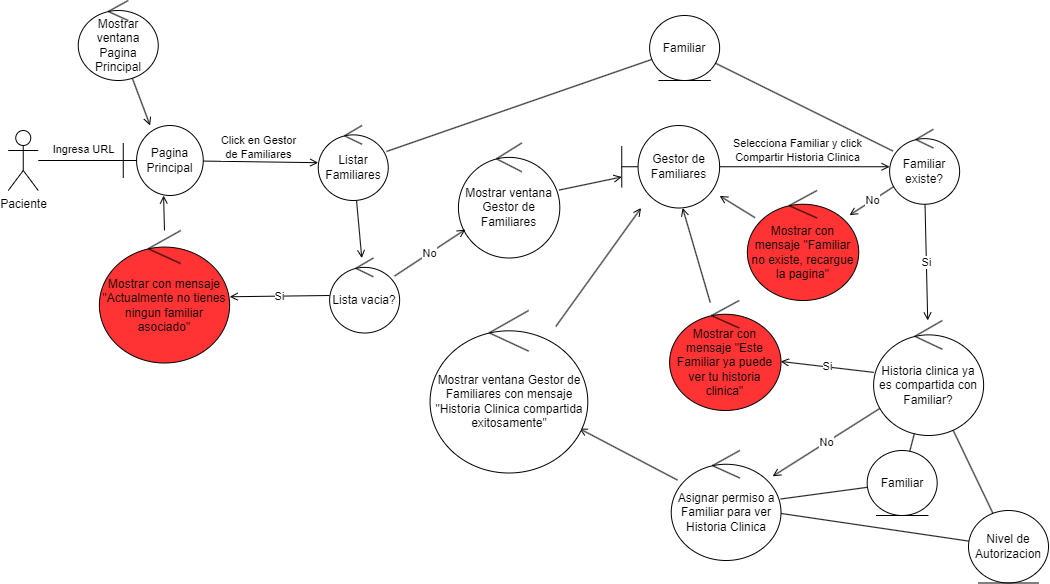 Mostrar
ventana
Pagina
Principal
Paciente
Ingresa URL
Pagina
Principal
Click en Gestor
de Familiares
Listar
Familiares
Familiar
Mostrar ventana
Gestor de
Familiares
Gestor de
Familiares
Selecciona Familiar y click
Compartir Historia Clinica
Familiar
existe?
No
Mostrar con
mensaje "Familiar
no existe, recargue
la pagina"
Si
Lista vacia?
No
Si
Mostrar con mensaje
"Actualmente no tienes
ningun familiar
asociado"
Mostrar con
mensaje "Este
Familiar ya puede
ver tu historia
clinica"
Si
Historia clinica ya
es compartida con
Familiar?
Mostrar ventana Gestor de
Familiares con mensaje
"Historia Clinica compartida
exitosamente"
No
Asignar permiso a
Familiar para ver
Historia Clinica
Familiar
Nivel de
Autorizacion